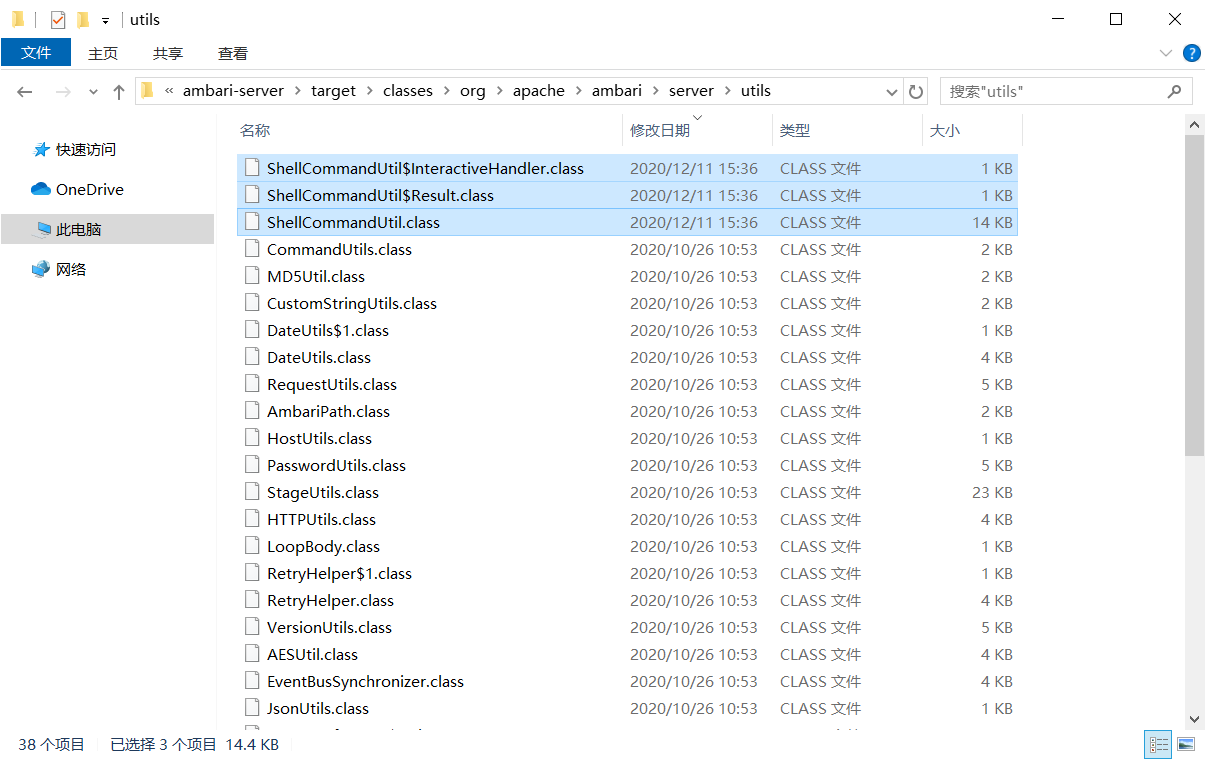 utils
文件 主页 共享 查看
« ambari-server › target › classes › org › apache › ambari › server › utils 搜索"utils"
名称 修改日期 类型 大小
快速访问
OneDrive
此电脑
网络
ShellCommandUtil$InteractiveHandler.class 2020/12/11 15:36 CLASS 文件 1 KB
ShellCommandUtil$Result.class 2020/12/11 15:36 CLASS 文件 1 KB
ShellCommandUtil.class 2020/12/11 15:36 CLASS 文件 14 KB
CommandUtils.class 2020/10/26 10:53 CLASS 文件 2 KB
MD5Util.class 2020/10/26 10:53 CLASS 文件 2 KB
CustomStringUtils.class 2020/10/26 10:53 CLASS 文件 2 KB
DateUtils$1.class 2020/10/26 10:53 CLASS 文件 1 KB
DateUtils.class 2020/10/26 10:53 CLASS 文件 4 KB
RequestUtils.class 2020/10/26 10:53 CLASS 文件 5 KB
AmbariPath.class 2020/10/26 10:53 CLASS 文件 2 KB
HostUtils.class 2020/10/26 10:53 CLASS 文件 1 KB
PasswordUtils.class 2020/10/26 10:53 CLASS 文件 5 KB
StageUtils.class 2020/10/26 10:53 CLASS 文件 23 KB
HTTPUtils.class 2020/10/26 10:53 CLASS 文件 4 KB
LoopBody.class 2020/10/26 10:53 CLASS 文件 1 KB
RetryHelper$1.class 2020/10/26 10:53 CLASS 文件 1 KB
RetryHelper.class 2020/10/26 10:53 CLASS 文件 4 KB
VersionUtils.class 2020/10/26 10:53 CLASS 文件 5 KB
AESUtil.class 2020/10/26 10:53 CLASS 文件 4 KB
EventBusSynchronizer.class 2020/10/26 10:53 CLASS 文件 4 KB
JsonUtils.class 2020/10/26 10:53 CLASS 文件 1 KB
38 个项目 已选择 3 个项目 14.4 KB